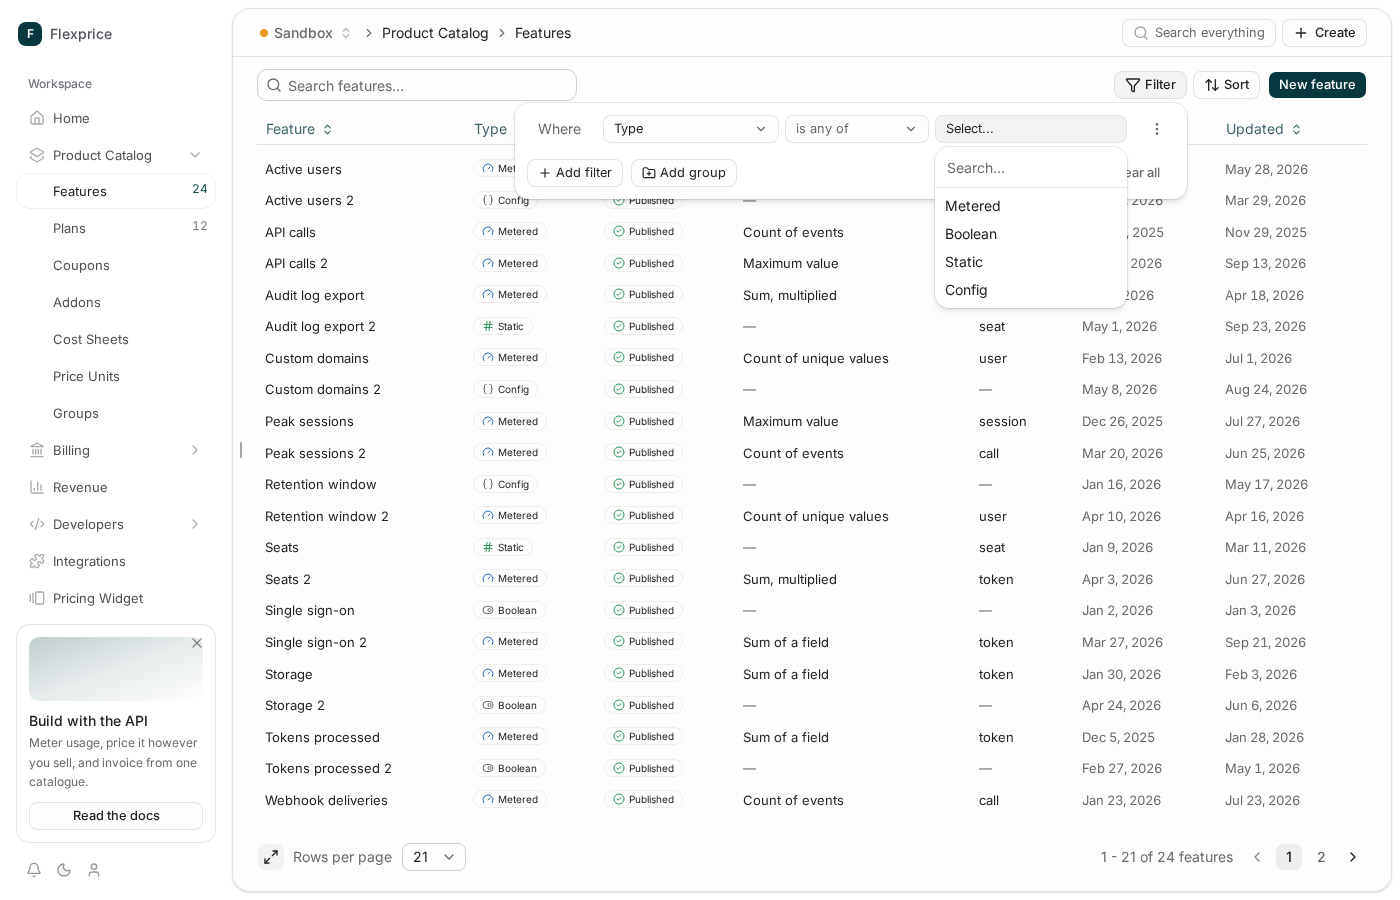 F Flexprice
Workspace
Home
Product Catalog
Features 24
Plans 12
Coupons
Addons
Cost Sheets
Price Units
Groups
Billing
Revenue
Developers
Integrations
Pricing Widget
Build with the API
Meter usage, price it however
you sell, and invoice from one
catalogue.
Read the docs
Sandbox Product Catalog Features Search everything Create
Search features... Filter Sort New feature
Feature Type Updated
Where Type is any of Select...
Add filter Add group ear all
Search...
Metered
Boolean
Static
Config
Active users May 28, 2026
Active users 2 Config Published — 2026 Mar 29, 2026
API calls Metered Published Count of events , 2025 Nov 29, 2025
API calls 2 Metered Published Maximum value 2026 Sep 13, 2026
Audit log export Metered Published Sum, multiplied 2026 Apr 18, 2026
Audit log export 2 Static Published — seat May 1, 2026 Sep 23, 2026
Custom domains Metered Published Count of unique values user Feb 13, 2026 Jul 1, 2026
Custom domains 2 Config Published — — May 8, 2026 Aug 24, 2026
Peak sessions Metered Published Maximum value session Dec 26, 2025 Jul 27, 2026
Peak sessions 2 Metered Published Count of events call Mar 20, 2026 Jun 25, 2026
Retention window Config Published — — Jan 16, 2026 May 17, 2026
Retention window 2 Metered Published Count of unique values user Apr 10, 2026 Apr 16, 2026
Seats Static Published — seat Jan 9, 2026 Mar 11, 2026
Seats 2 Metered Published Sum, multiplied token Apr 3, 2026 Jun 27, 2026
Single sign-on Boolean Published — — Jan 2, 2026 Jan 3, 2026
Single sign-on 2 Metered Published Sum of a field token Mar 27, 2026 Sep 21, 2026
Storage Metered Published Sum of a field token Jan 30, 2026 Feb 3, 2026
Storage 2 Boolean Published — — Apr 24, 2026 Jun 6, 2026
Tokens processed Metered Published Sum of a field token Dec 5, 2025 Jan 28, 2026
Tokens processed 2 Boolean Published — — Feb 27, 2026 May 1, 2026
Webhook deliveries Metered Published Count of events call Jan 23, 2026 Jul 23, 2026
Rows per page 21 1 - 21 of 24 features 1 2